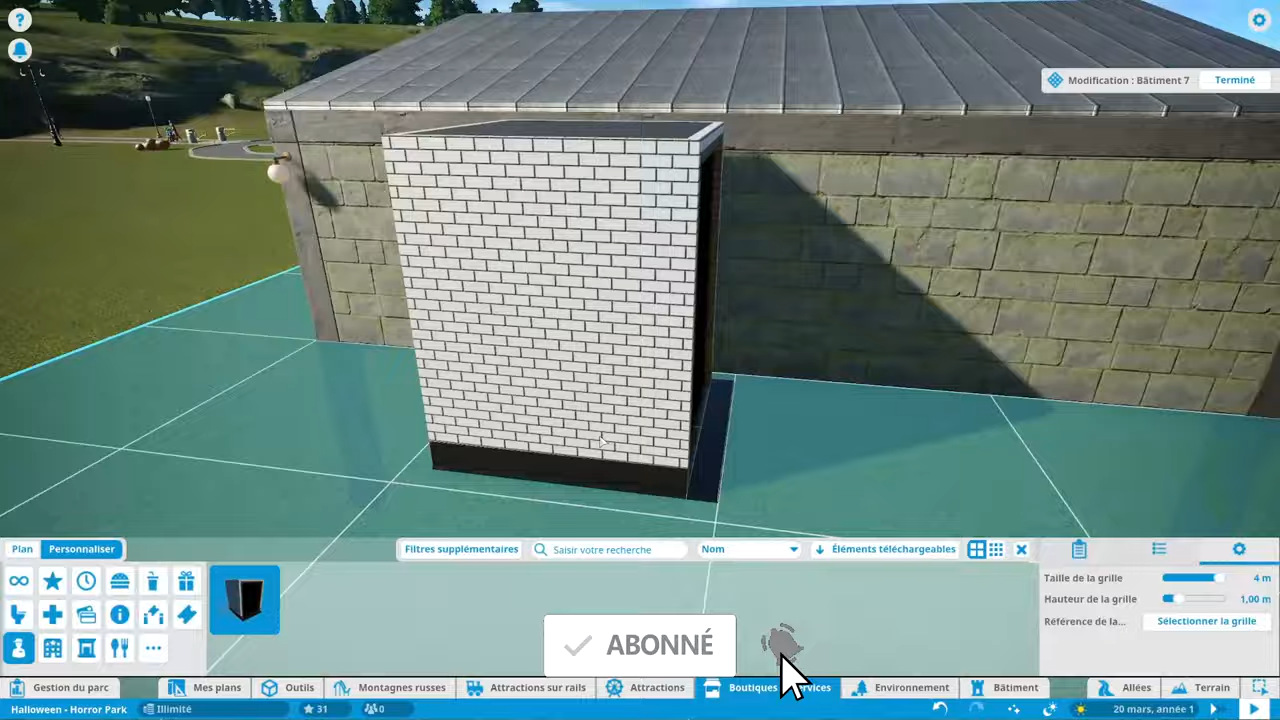 ?
Modification : Bâtiment 7
Terminé
Plan
Personnaliser
Filtres supplémentaires
Saisir votre recherche
Nom
Éléments téléchargeables
Taille de la grille
4 m
Hauteur de la grille
1,00 m
Référence de la...
Sélectionner la grille
ABONNÉ
Gestion du parc
Mes plans
Outils
Montagnes russes
Attractions sur rails
Attractions
Boutiques
Environnement
Bâtiment
Allées
Terrain
Halloween - Horror Park
Illimité
31
0
20 mars, année 1